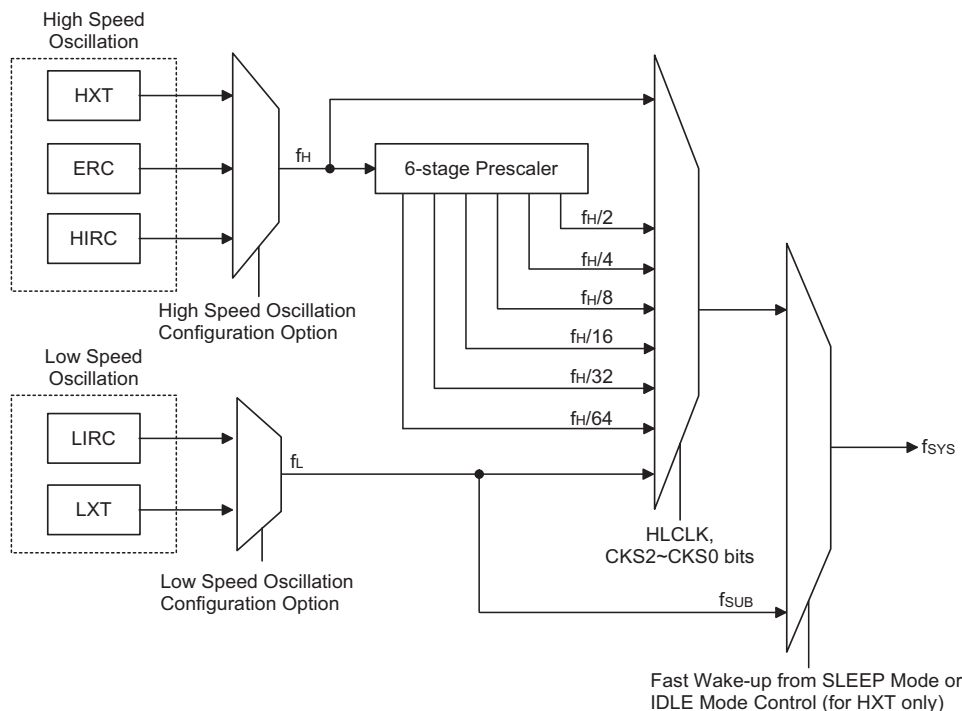 High Speed
Oscillation
HXT
ERC
HIRC
fH
6-stage Prescaler
fH/2
fH/4
fH/8
fH/16
fH/32
fH/64
High Speed Oscillation
Configuration Option
Low Speed
Oscillation
LIRC
LXT
fL
Low Speed Oscillation
Configuration Option
HLCLK,
CKS2~CKS0 bits
fSUB
fSYS
Fast Wake-up from SLEEP Mode or
IDLE Mode Control (for HXT only)